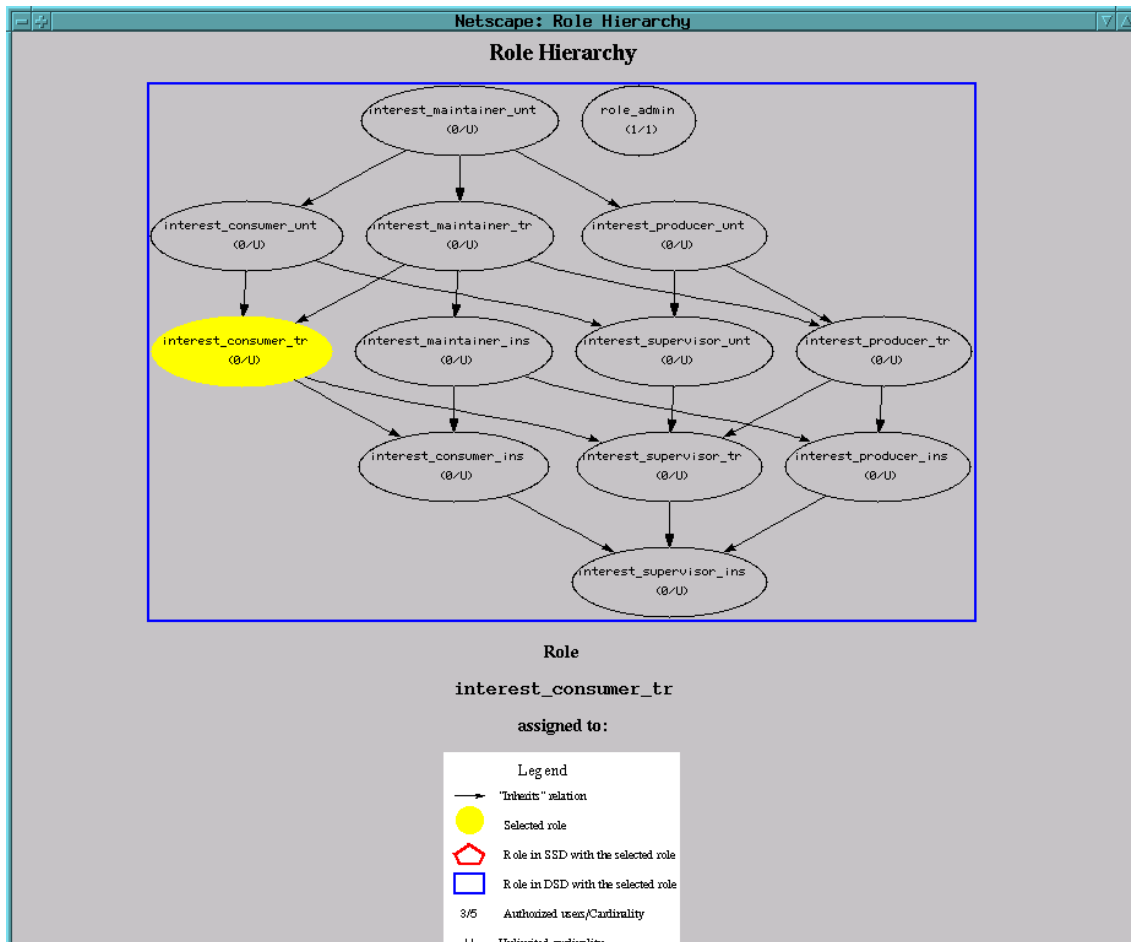 Netscape: Role Hierarchy
Role Hierarchy
interest_maintainer_unt
(0/U)
role_admin
(1/1)
interest_consumer_unt
(0/U)
interest_maintainer_tr
(0/U)
interest_producer_unt
(0/U)
interest_consumer_tr
(0/U)
interest_maintainer_ins
(0/U)
interest_supervisor_unt
(0/U)
interest_producer_tr
(0/U)
interest_consumer_ins
(0/U)
interest_supervisor_tr
(0/U)
interest_producer_ins
(0/U)
interest_supervisor_ins
(0/U)
Role
interest_consumer_tr
assigned to:
Legend
"Inherits" relation
Selected role
Role in SSD with the selected role
Role in DSD with the selected role
3/5 Authorized users/Cardinality
U Unlimited cardinality